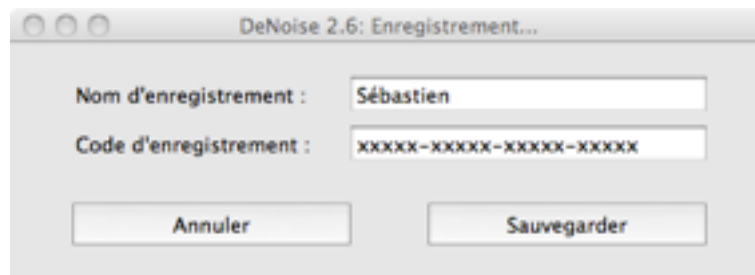 DeNoise 2.6: Enregistrement...
Nom d'enregistrement : Sébastien
Code d'enregistrement : xxxxx-xxxxx-xxxxx-xxxxx
Annuler Sauvegarder